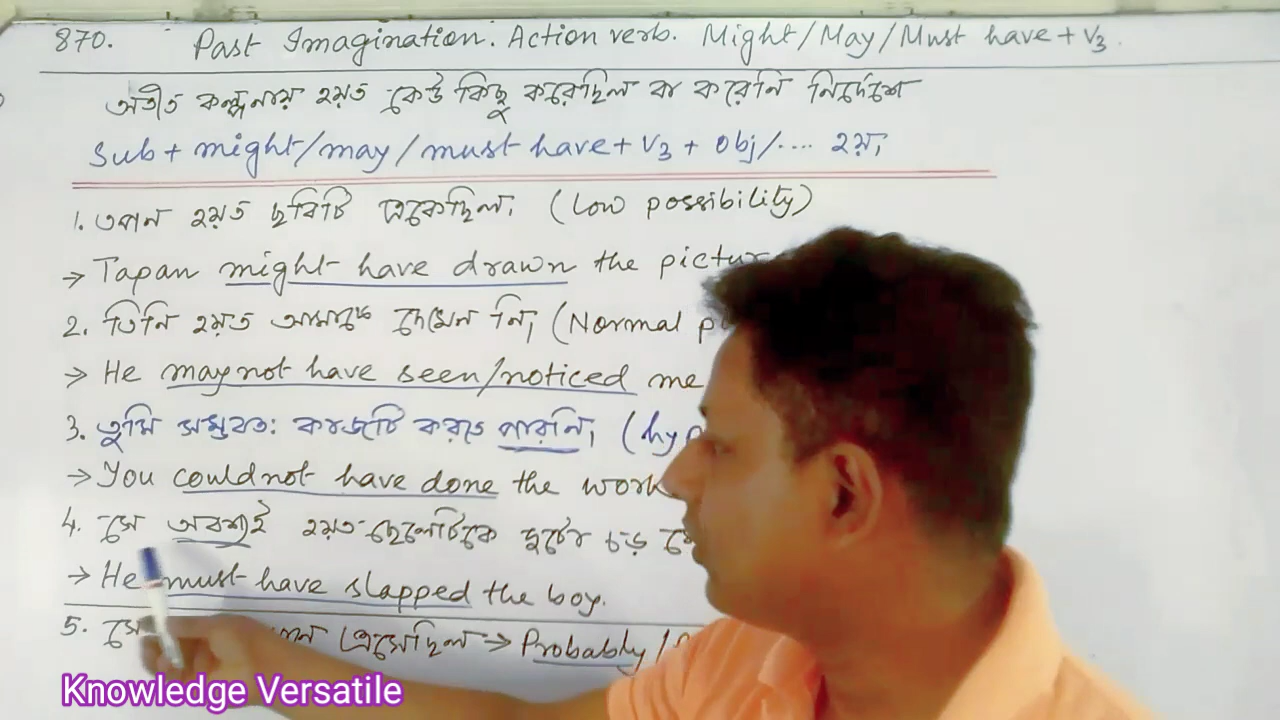 870. Past Imagination. Action verb. Might/May/Must have + V3.
অতীত কল্পনায় হয়ত কেউ কিছু করেছিল বা করেনি নির্দেশে
Sub + might/may/must have + V3 + Obj/.... হয়,
1. তপন হয়ত ছবিটি এঁকেছিল, (Low possibility)
→ Tapan might have drawn the
2. তিনি হয়ত আমাকে দেখেন নি, (Normal
→ He may not have seen/noticed me
3. তুমি সম্ভবতঃ কাজটি করতে পারনি, (
→ You could not have done the work
4. সে অবশ্যই হয়ত ছেলেটিকে দুটো চড়
→ He must have slapped the boy.
5. সে এসেছিল → Probably /
Knowledge Versatile